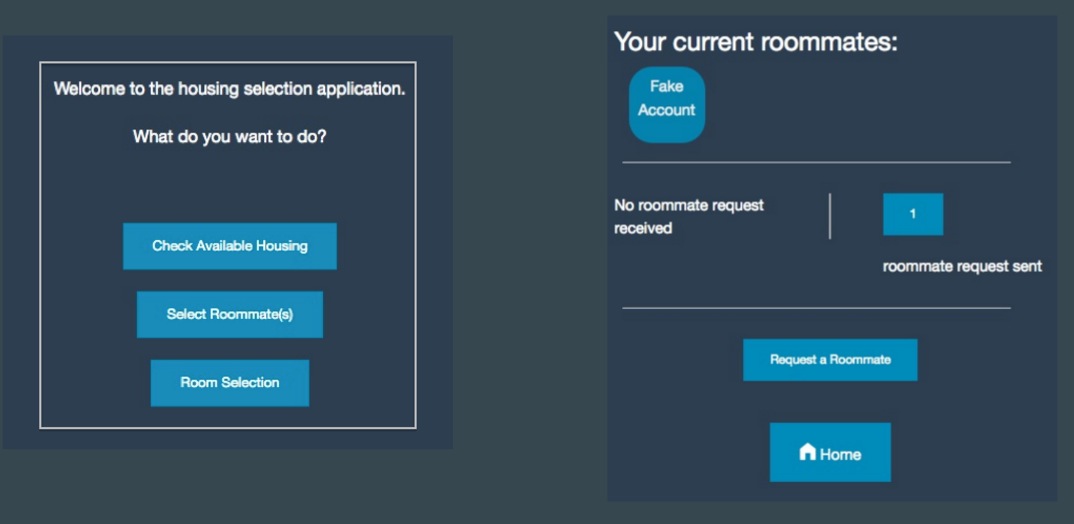 Welcome to the housing selection application.
What do you want to do?
Check Available Housing
Select Roommate(s)
Room Selection
Your current roommates:
Fake
Account
No roommate request
received
1
roommate request sent
Request a Roommate
Home